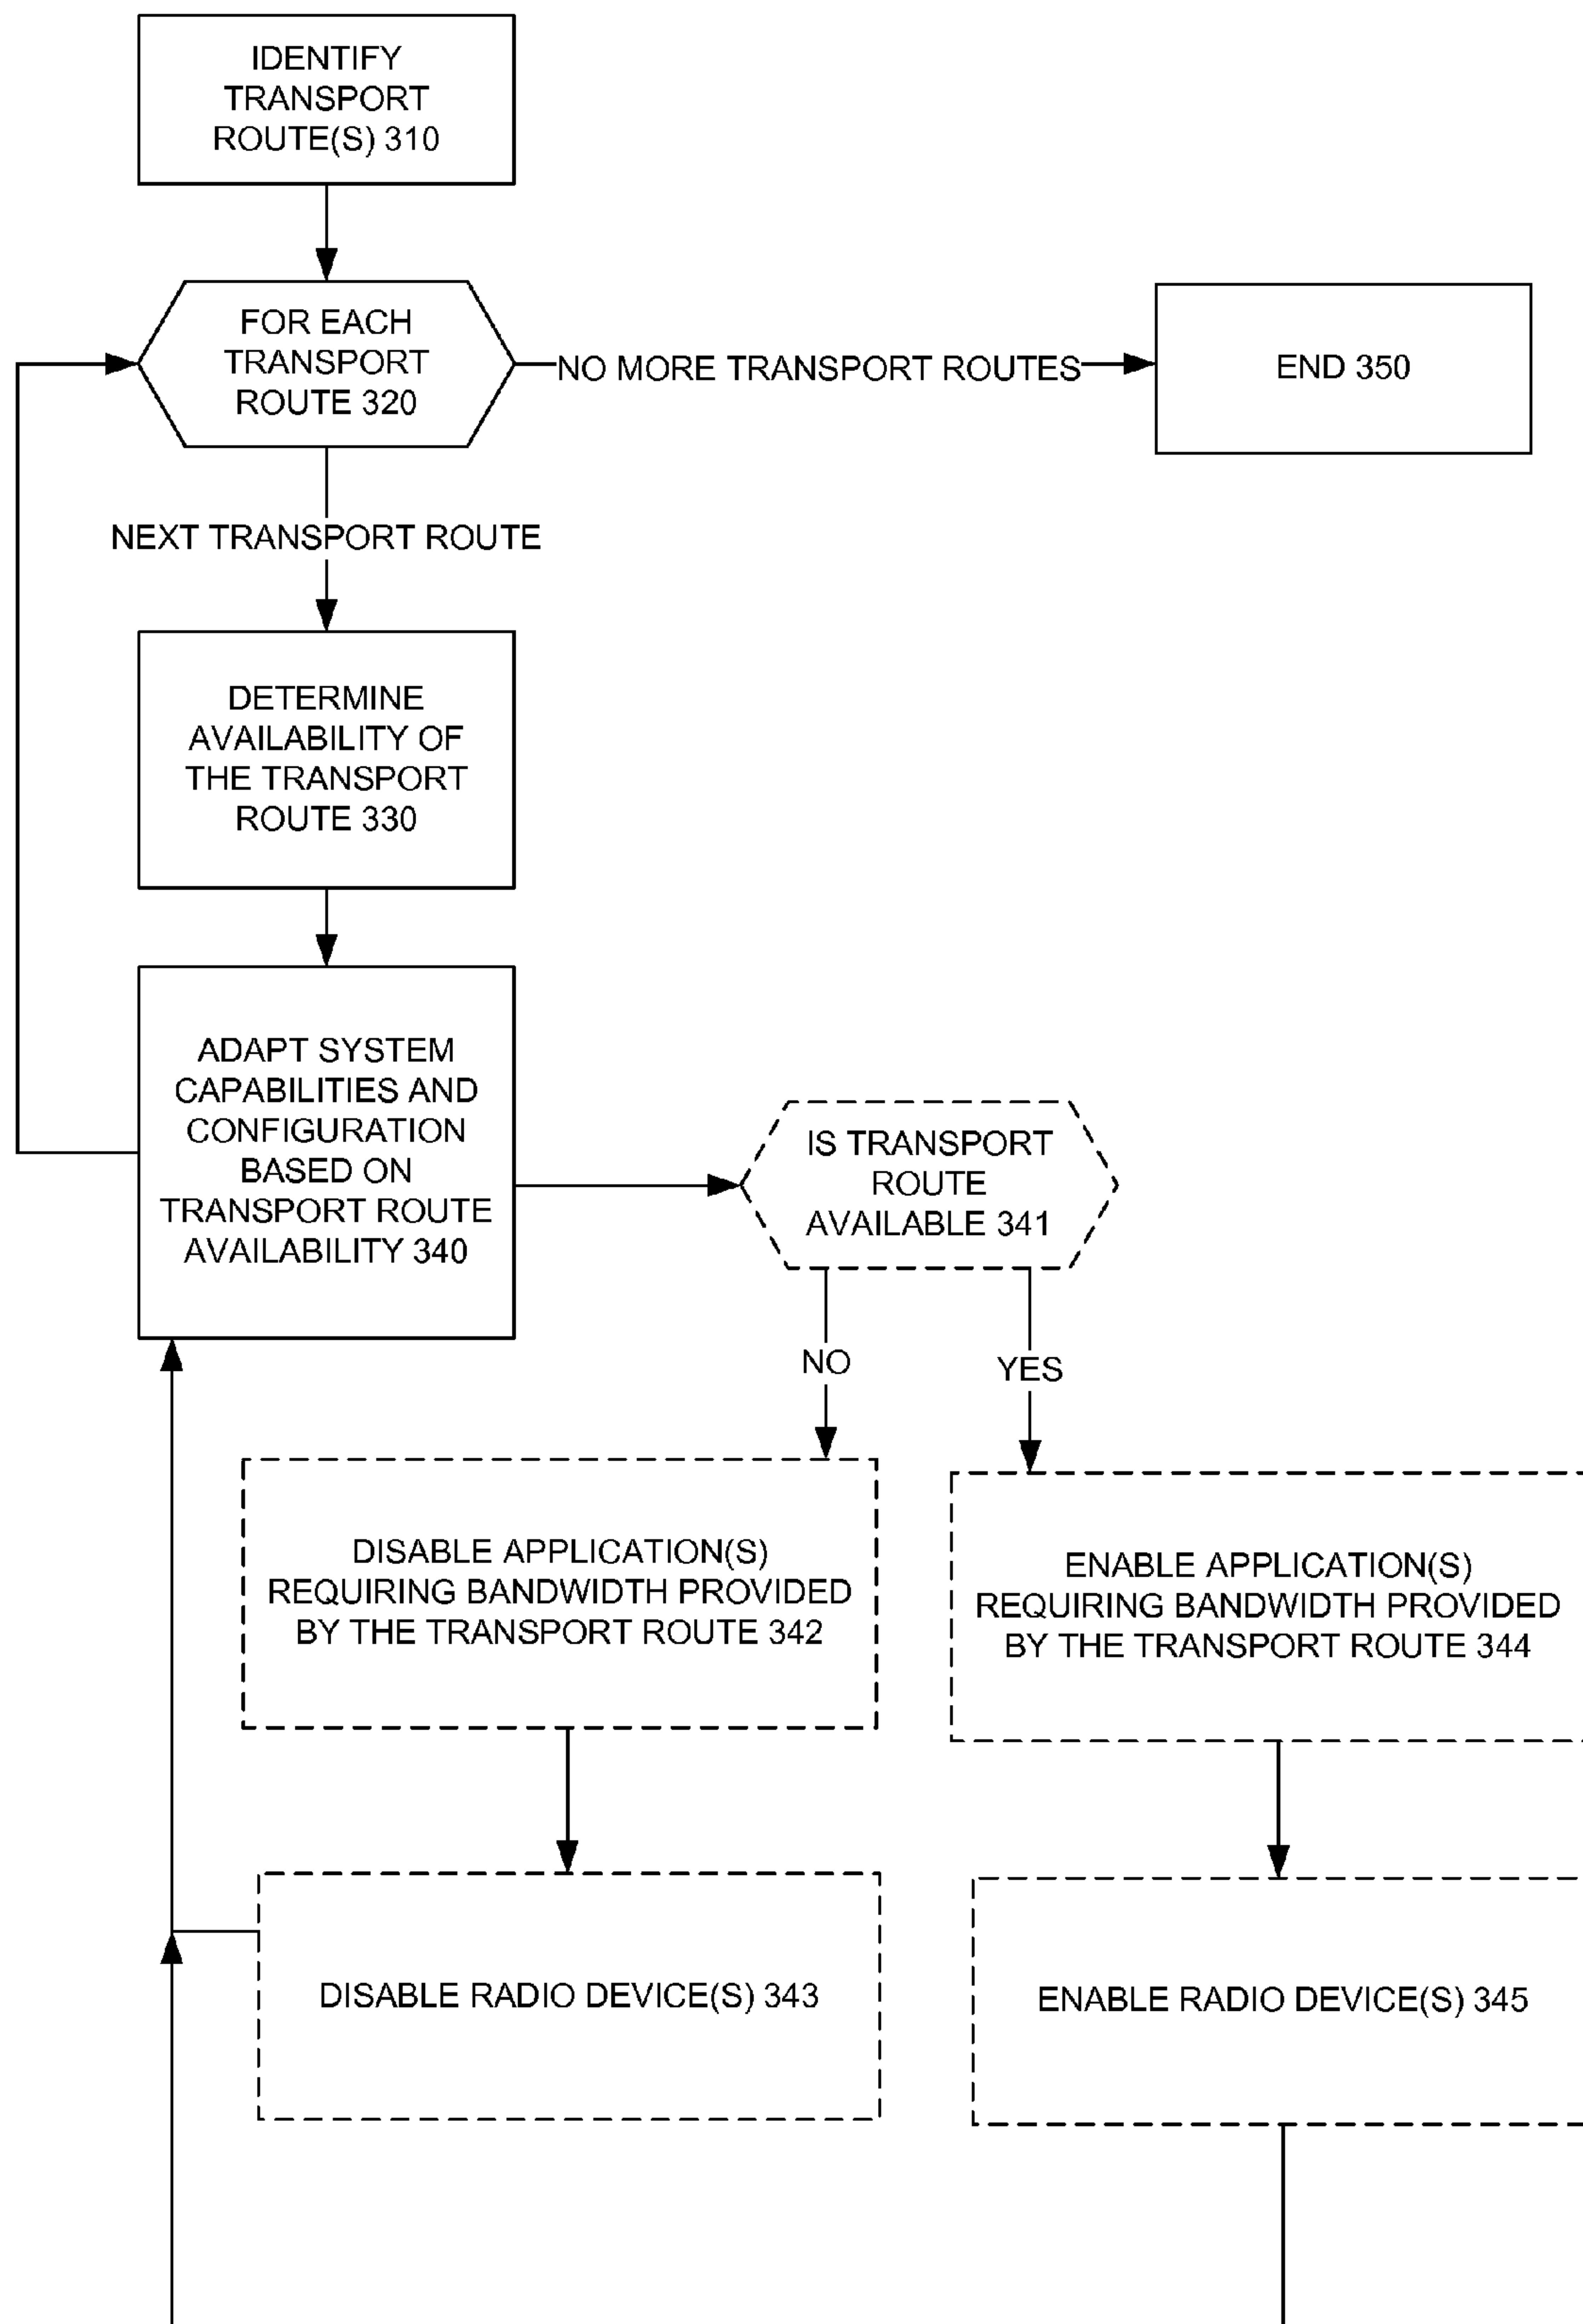 IDENTIFY
TRANSPORT
ROUTE(S) 310
FOR EACH
TRANSPORT
ROUTE 320
NO MORE TRANSPORT ROUTES
END 350
NEXT TRANSPORT ROUTE
DETERMINE
AVAILABILITY OF
THE TRANSPORT
ROUTE 330
ADAPT SYSTEM
CAPABILITIES AND
CONFIGURATION
BASED ON
TRANSPORT ROUTE
AVAILABILITY 340
IS TRANSPORT
ROUTE
AVAILABLE 341
NO
YES
DISABLE APPLICATION(S)
REQUIRING BANDWIDTH PROVIDED
BY THE TRANSPORT ROUTE 342
ENABLE APPLICATION(S)
REQUIRING BANDWIDTH PROVIDED
BY THE TRANSPORT ROUTE 344
DISABLE RADIO DEVICE(S) 343
ENABLE RADIO DEVICE(S) 345